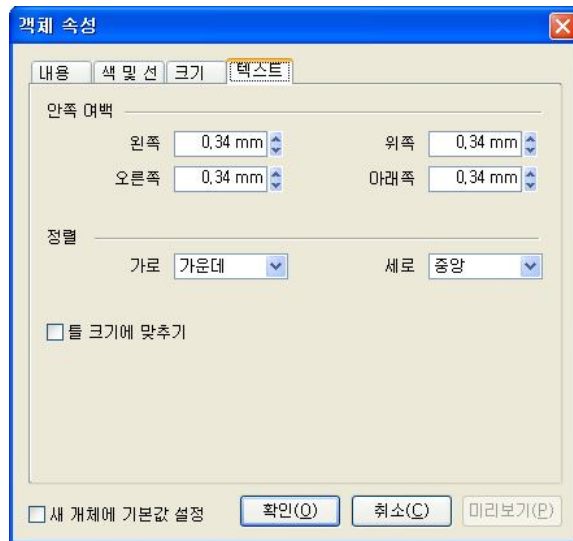 객체 속성
내용 색 및 선 크기 텍스트
안쪽 여백
왼쪽 0,34 mm 위쪽 0,34 mm
오른쪽 0,34 mm 아래쪽 0,34 mm
정렬
가로 가운데 세로 중앙
틀 크기에 맞추기
새 개체에 기본값 설정 확인(O) 취소(C) 미리보기(P)